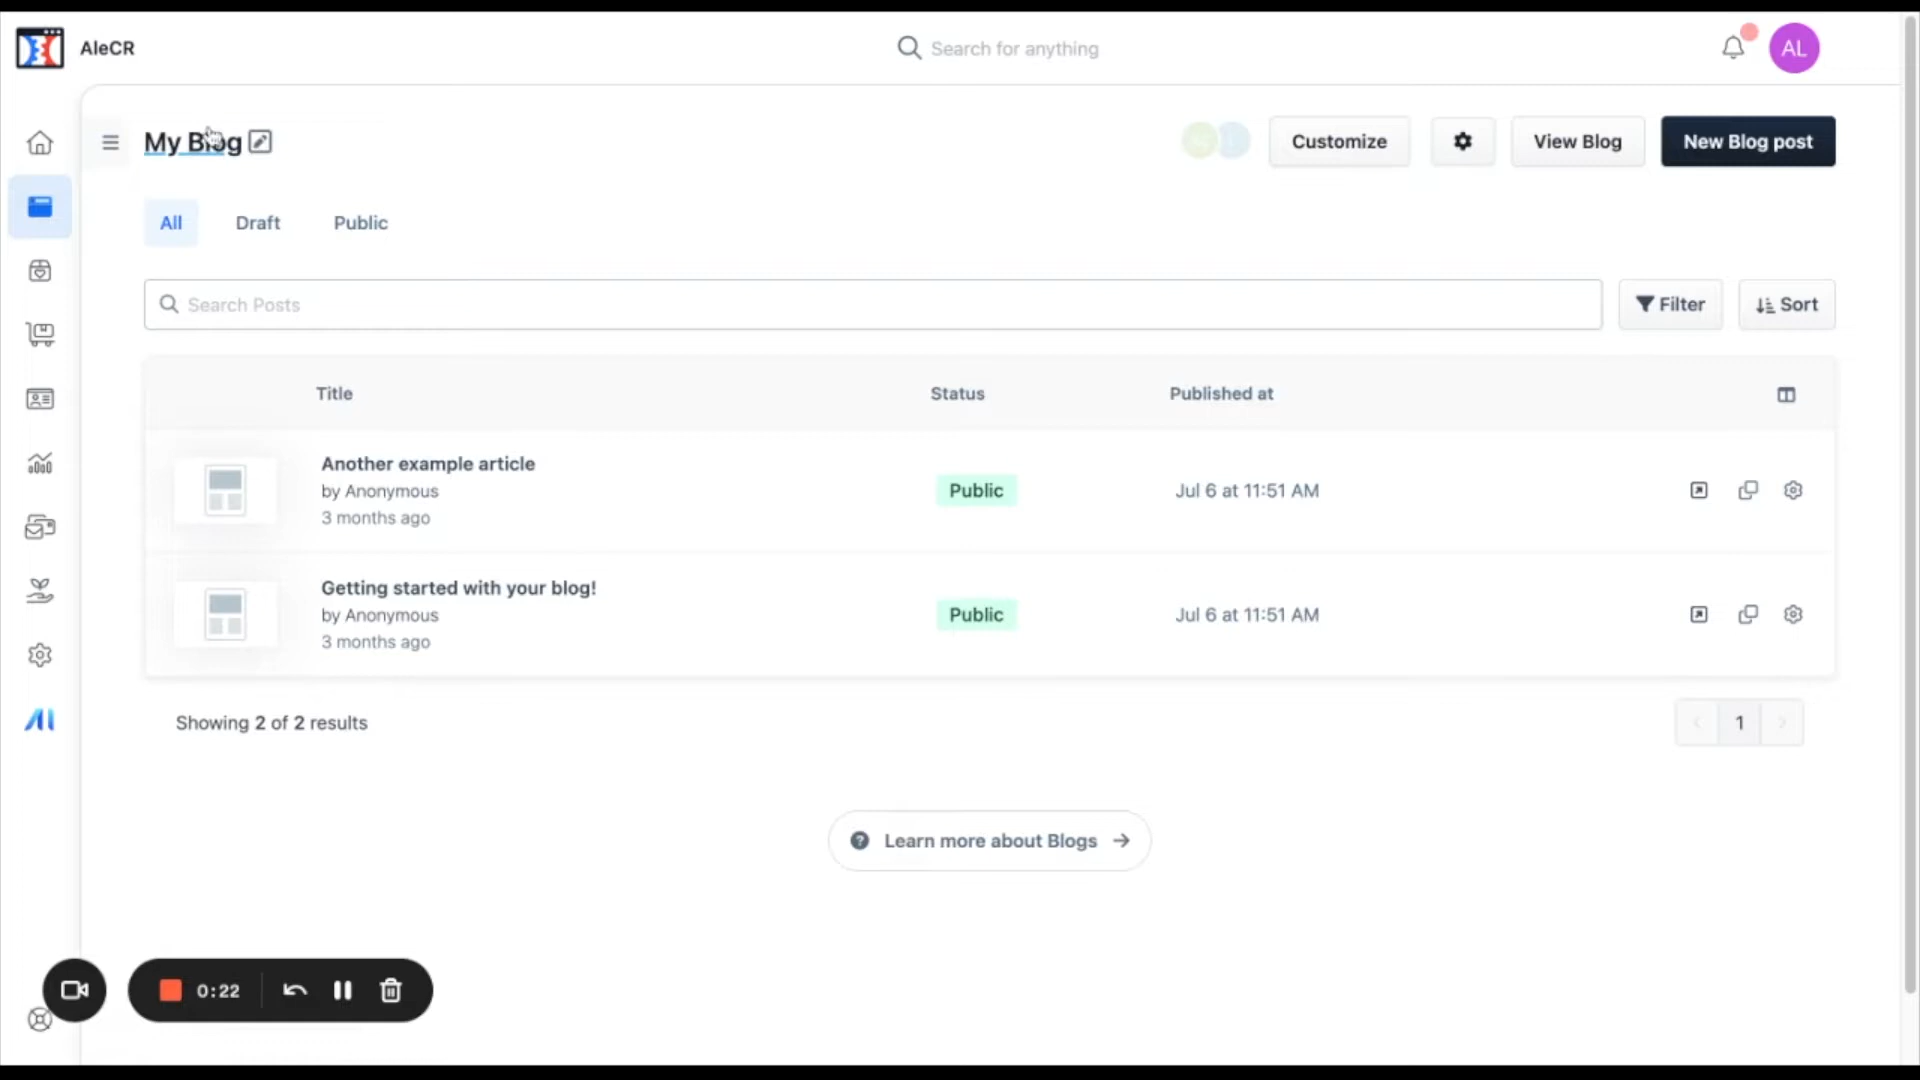 AleCR
Search for anything
AL
My Blog
Customize
View Blog
New Blog post
All
Draft
Public
Search Posts
Filter
Sort
Title
Status
Published at
Another example article
by Anonymous
3 months ago
Public
Jul 6 at 11:51 AM
Getting started with your blog!
by Anonymous
3 months ago
Public
Jul 6 at 11:51 AM
AI
Showing 2 of 2 results
1
? Learn more about Blogs →
0:22